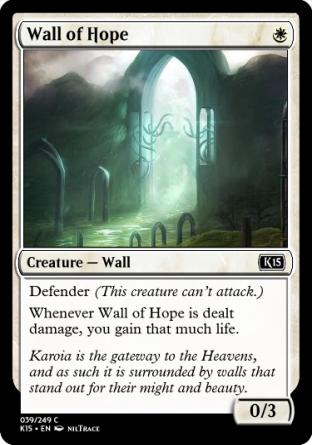 Wall of Hope
Creature — Wall
K15
Defender (This creature can't attack.)
Whenever Wall of Hope is dealt
damage, you gain that much life.
Karoia is the gateway to the Heavens,
and as such it is surrounded by walls that
stand out for their might and beauty.
0/3
039/249 C
K15 • EN NILTRACE